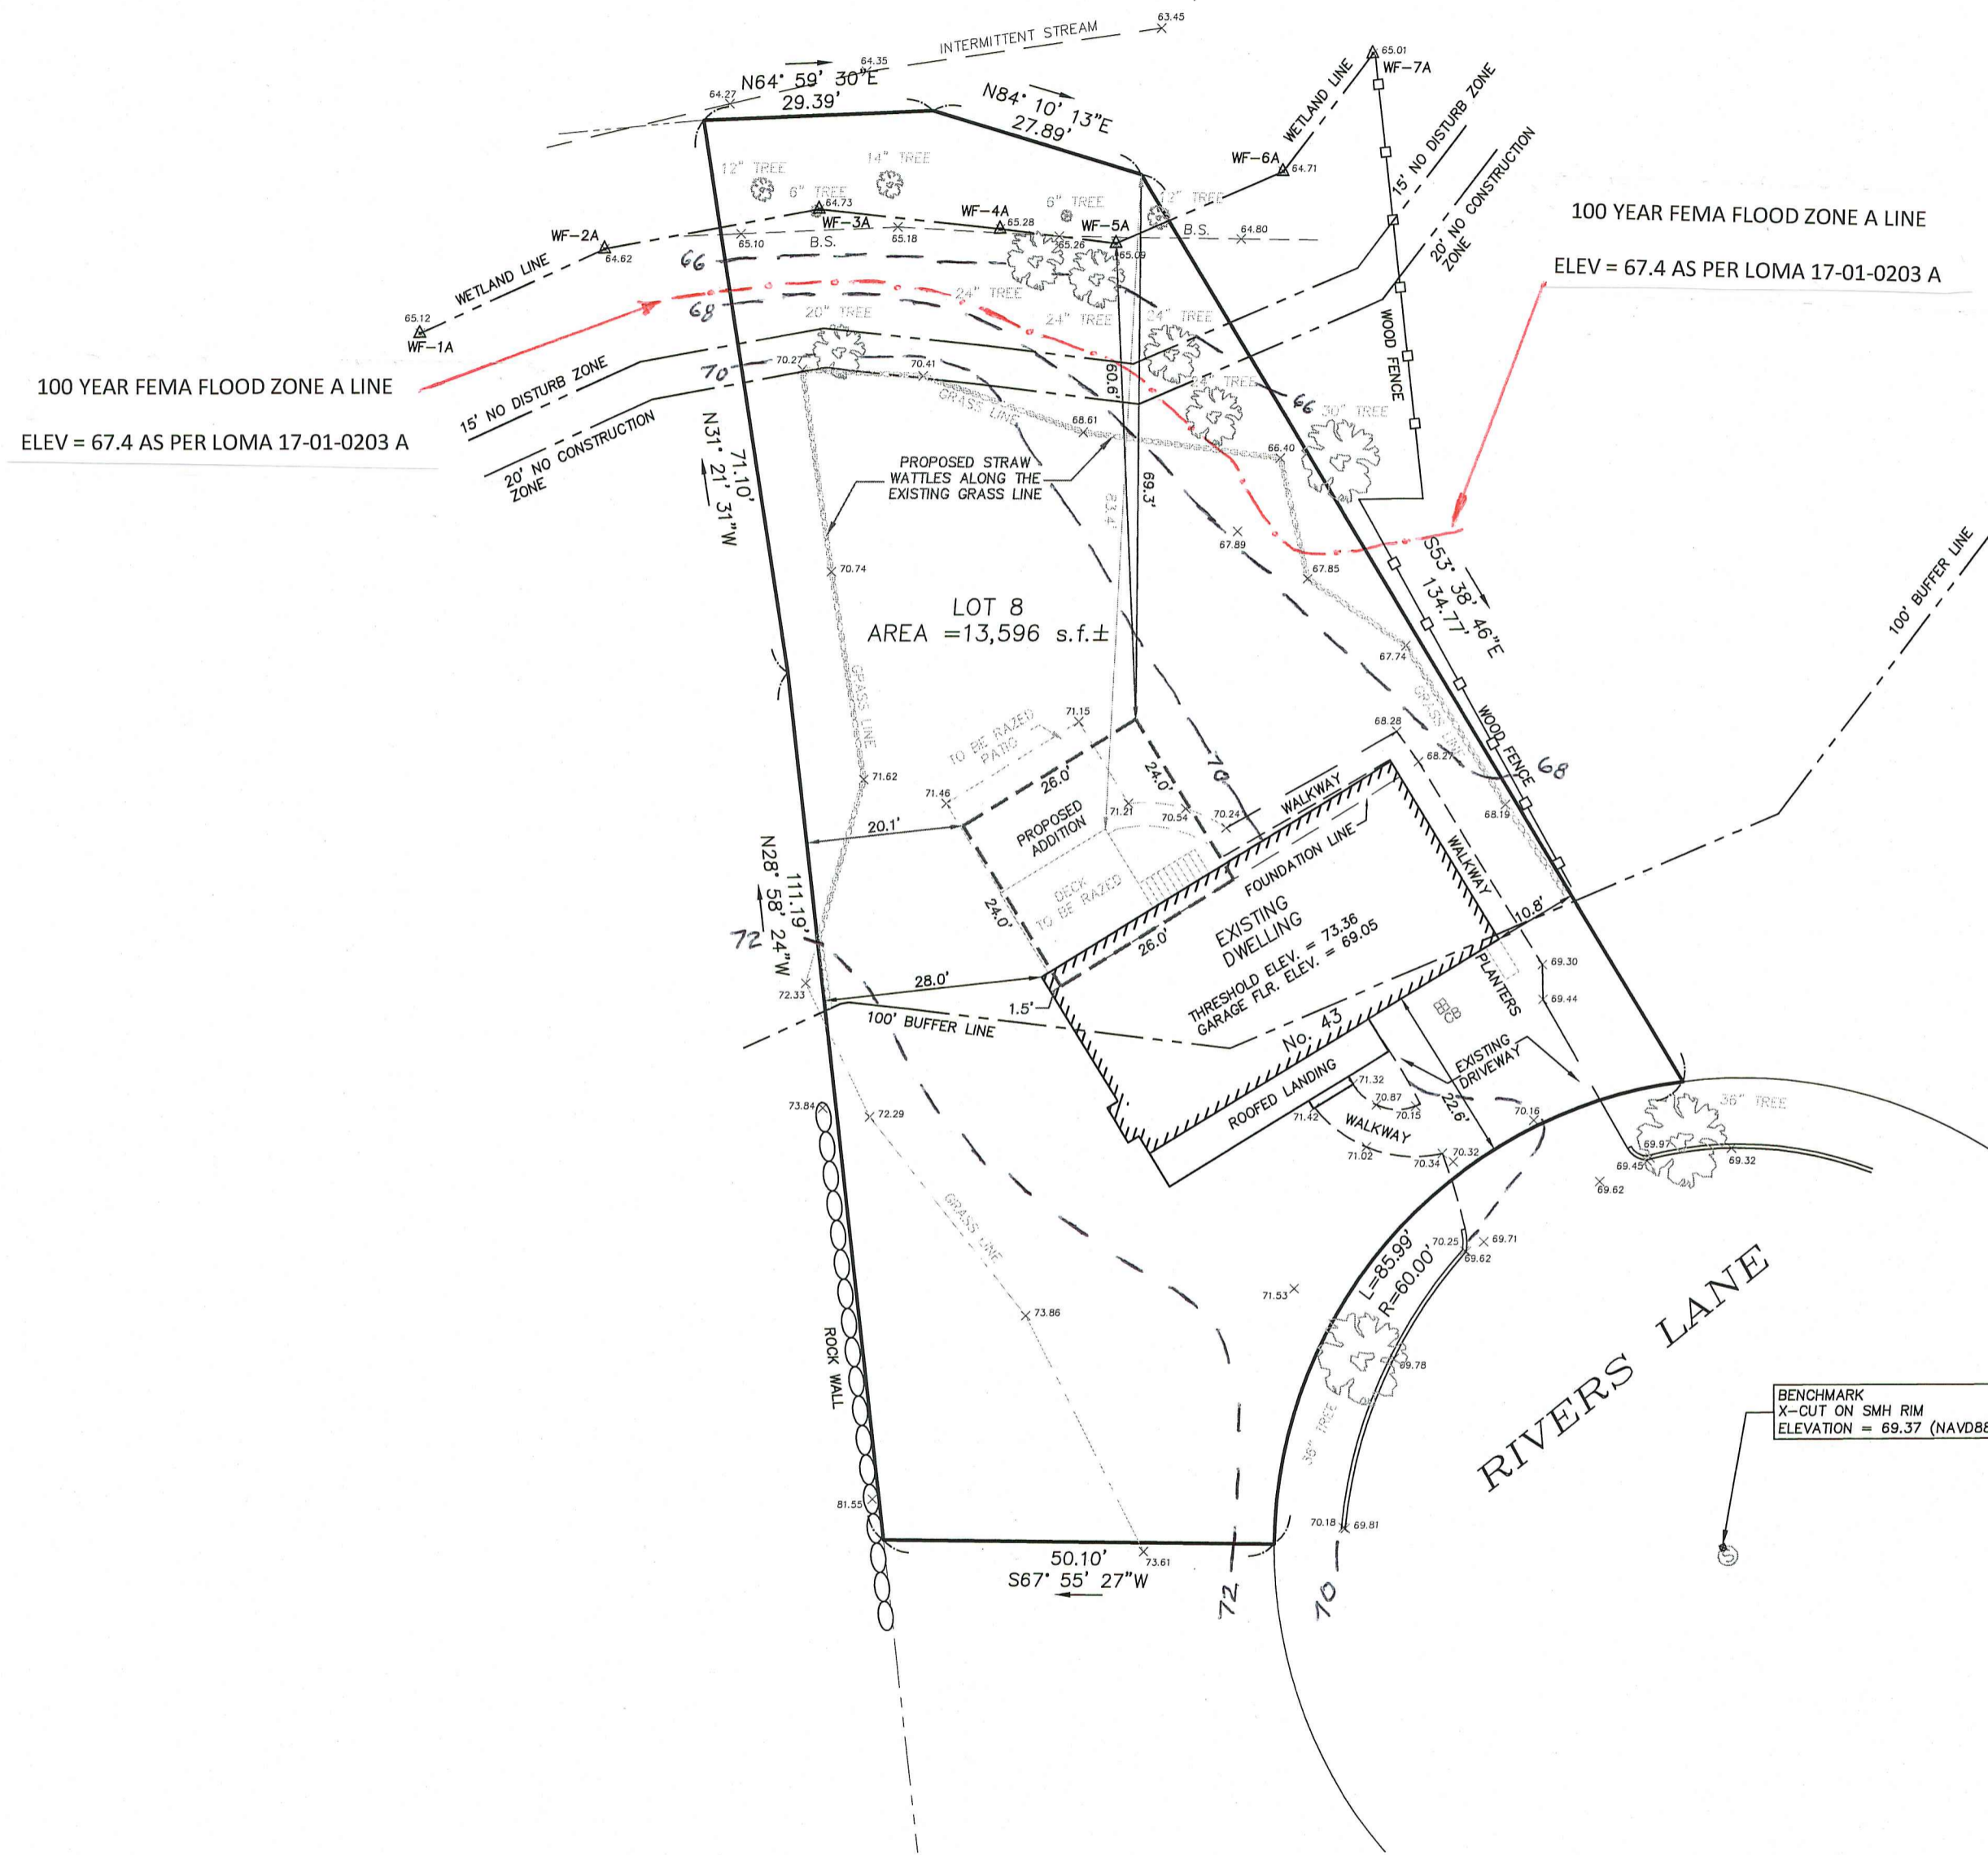 63.45
INTERMITTENT STREAM
64.35
N64° 59' 30"E
29.39'
64.27
N84° 10' 13"E
27.89'
65.01
WF-7A
WETLAND LINE
15' NO DISTURB ZONE
20' NO CONSTRUCTION
ZONE
WF-6A
64.71
12" TREE
14" TREE
6" TREE
64.73
WF-3A
WF-4A
65.28
6" TREE
12" TREE
WF-5A
65.09
B.S.
64.80
WF-2A
64.62
65.10
B.S.
65.18
65.26
66
WETLAND LINE
65.12
WF-1A
68
24" TREE
20" TREE
24" TREE
24" TREE
100 YEAR FEMA FLOOD ZONE A LINE
ELEV = 67.4 AS PER LOMA 17-01-0203 A
WOOD FENCE
100 YEAR FEMA FLOOD ZONE A LINE
ELEV = 67.4 AS PER LOMA 17-01-0203 A
15' NO DISTURB ZONE
20' NO CONSTRUCTION
ZONE
70.27
70
70.41
GRASS LINE
60.6'
24" TREE
66
30" TREE
68.61
66.40
N31° 21' 31"W
71.10'
PROPOSED STRAW
WATTLES ALONG THE
EXISTING GRASS LINE
69.3'
83.4'
67.89
67.85
S53° 38' 46"E
134.77'
100' BUFFER LINE
70.74
LOT 8
AREA =13,596 s.f.±
67.74
GRASS LINE
GRASS LINE
WOOD FENCE
71.15
TO BE RAZED
PATIO
68.28
68.27
68
71.62
71.46
26.0'
24.0'
70
WALKWAY
68.19
71.21
70.54
70.24
PROPOSED
ADDITION
20.1'
FOUNDATION LINE
WALKWAY
N28° 58' 24"W
111.19'
DECK
TO BE RAZED
24.0'
26.0'
EXISTING
DWELLING
THRESHOLD ELEV. = 73.36
GARAGE FLR. ELEV. = 69.05
10.8'
72
72.33
28.0'
1.5'
PLANTERS
69.30
69.44
100' BUFFER LINE
No. 43
CB
EXISTING
DRIVEWAY
ROOFED LANDING
71.32
70.87
70.15
71.42
WALKWAY
22.6'
70.16
36" TREE
73.84
72.29
71.02
70.34
70.32
69.97
69.45
69.32
69.62
GRASS LINE
70.25
69.71
69.62
L=85.99'
R=60.00'
71.53
73.86
ROCK WALL
69.78
36" TREE
RIVERS LANE
BENCHMARK
X-CUT ON SMH RIM
ELEVATION = 69.37 (NAVD88
81.55
70.18
69.81
S
50.10'
S67° 55' 27"W
73.61
72
70